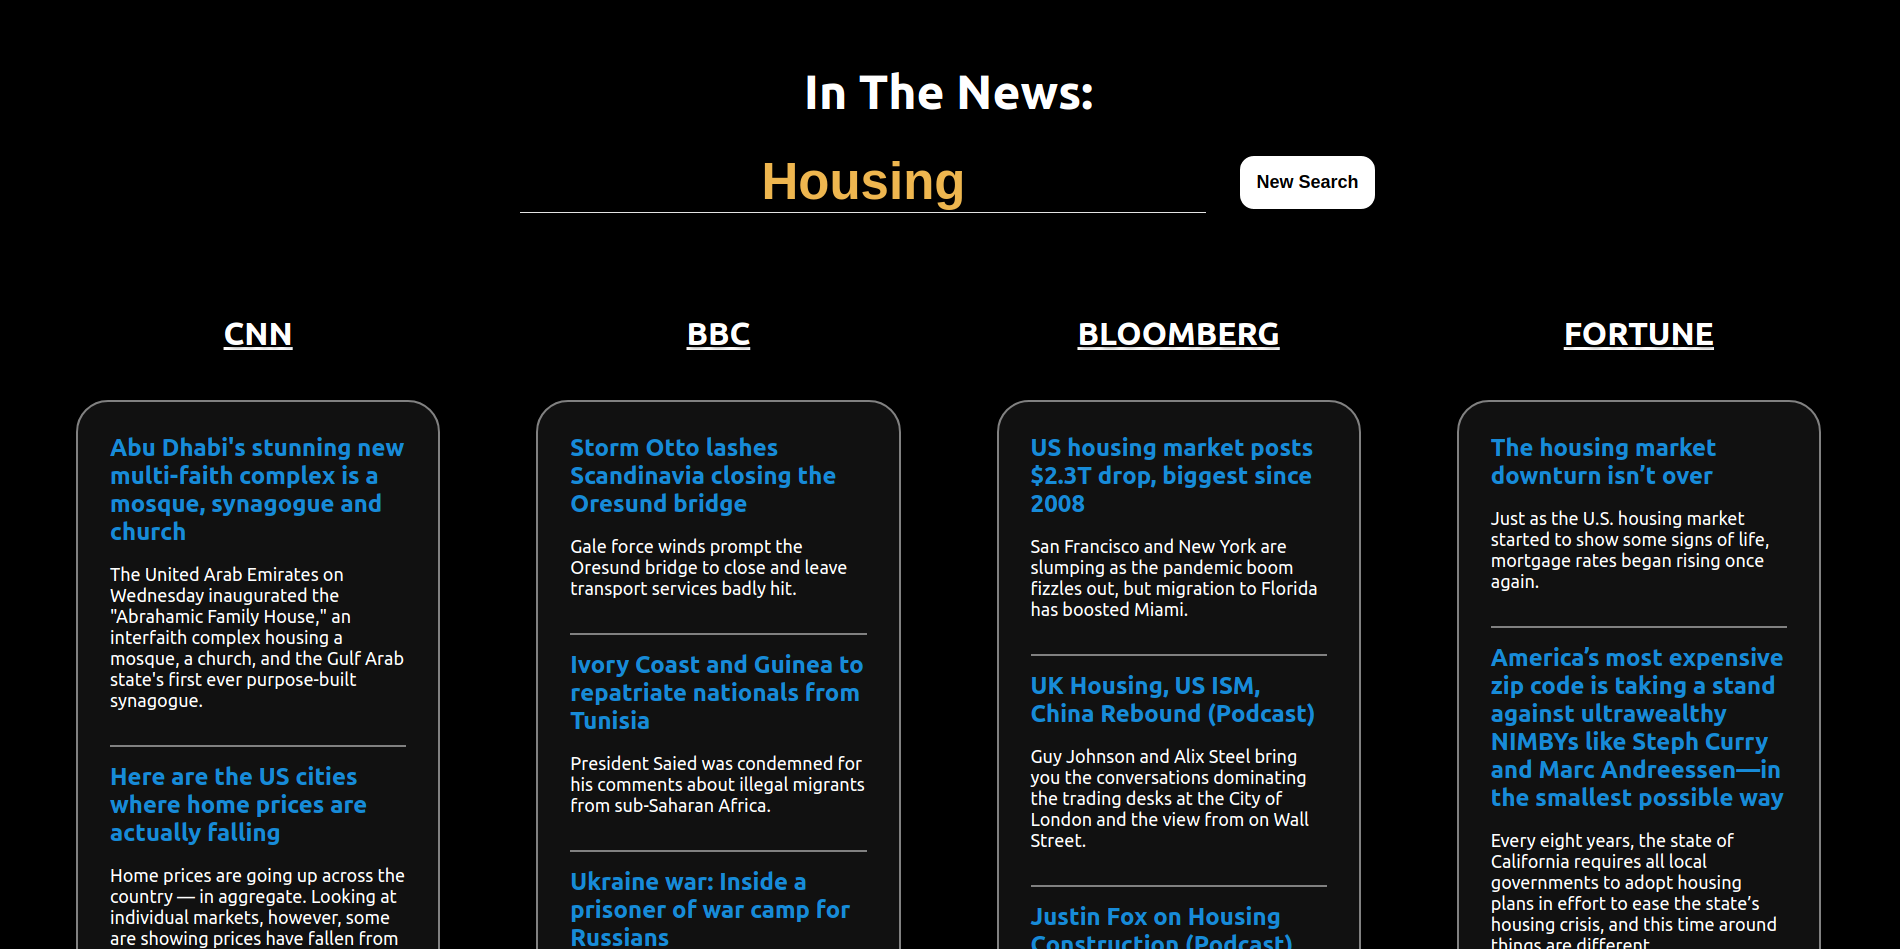 In The News:
Housing
New Search
CNN
Abu Dhabi's stunning new
multi-faith complex is a
mosque, synagogue and
church
The United Arab Emirates on
Wednesday inaugurated the
"Abrahamic Family House," an
interfaith complex housing a
mosque, a church, and the Gulf Arab
state's first ever purpose-built
synagogue.
Here are the US cities
where home prices are
actually falling
Home prices are going up across the
country — in aggregate. Looking at
individual markets, however, some
are showing prices have fallen from
BBC
Storm Otto lashes
Scandinavia closing the
Oresund bridge
Gale force winds prompt the
Oresund bridge to close and leave
transport services badly hit.
Ivory Coast and Guinea to
repatriate nationals from
Tunisia
President Saied was condemned for
his comments about illegal migrants
from sub-Saharan Africa.
Ukraine war: Inside a
prisoner of war camp for
Russians
BLOOMBERG
US housing market posts
$2.3T drop, biggest since
2008
San Francisco and New York are
slumping as the pandemic boom
fizzles out, but migration to Florida
has boosted Miami.
UK Housing, US ISM,
China Rebound (Podcast)
Guy Johnson and Alix Steel bring
you the conversations dominating
the trading desks at the City of
London and the view from on Wall
Street.
Justin Fox on Housing
Construction (Podcast)
FORTUNE
The housing market
downturn isn’t over
Just as the U.S. housing market
started to show some signs of life,
mortgage rates began rising once
again.
America’s most expensive
zip code is taking a stand
against ultrawealthy
NIMBYs like Steph Curry
and Marc Andreessen—in
the smallest possible way
Every eight years, the state of
California requires all local
governments to adopt housing
plans in effort to ease the state’s
housing crisis, and this time around
things are different.